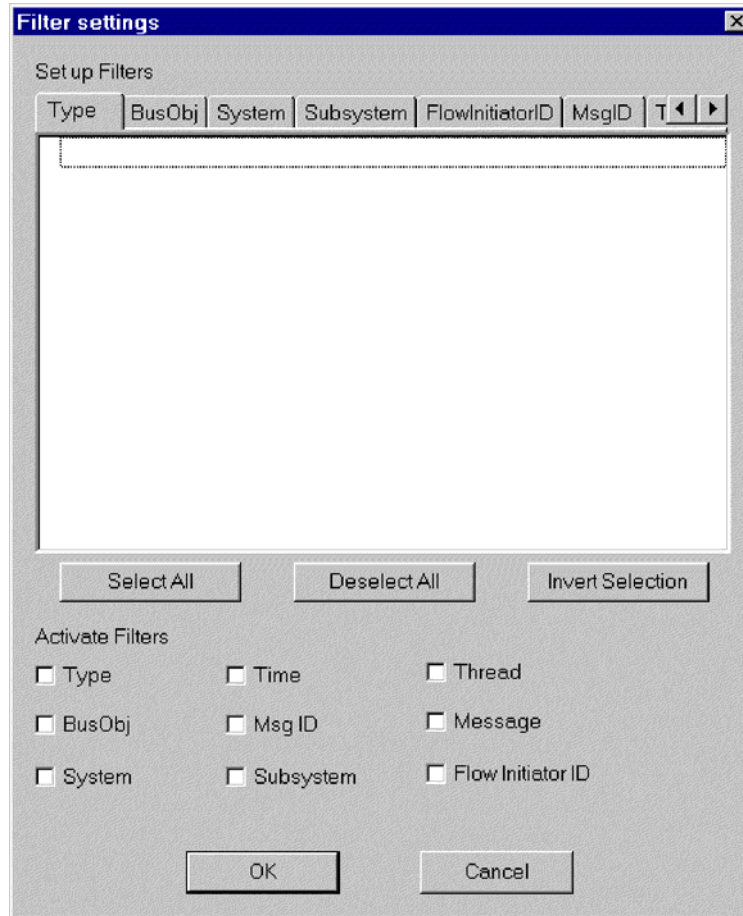 Filter settings
Set up Filters
Type BusObj System Subsystem FlowInitiatorID MsgID T
Select All Deselect All Invert Selection
Activate Filters
Type Time Thread
BusObj Msg ID Message
System Subsystem Flow Initiator ID
OK Cancel